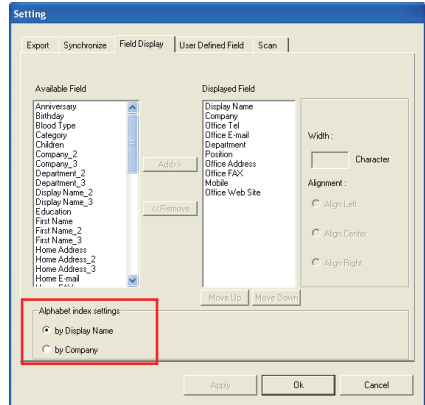 Setting
Export Synchronize Field Display User Defined Field Scan
Available Field
Anniversary
Birthday
Blood Type
Category
Children
Company_2
Company_3
Department_2
Department_3
Display Name_2
Display Name_3
Education
First Name
First Name_2
First Name_3
Home Address
Home Address_2
Home Address_3
Home E-mail
Add>>
<<Remove
Displayed Field
Display Name
Company
Office Tel
Office E-mail
Department
Position
Office Address
Office FAX
Mobile
Office Web Site
Move Up Move Down
Width :
Character
Alignment :
Align Left
Align Center
Align Right
Alphabet index settings
by Display Name
by Company
Apply Ok Cancel